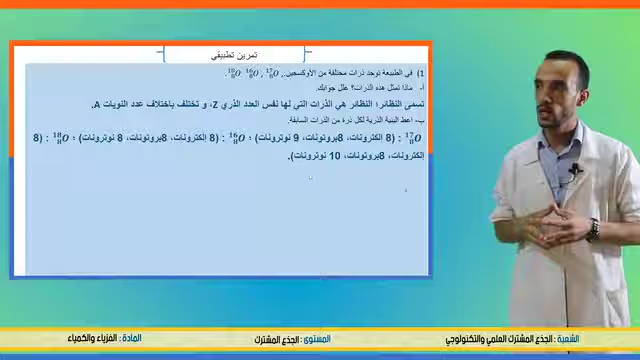 تمرين تطبيقي
1) في الطبيعة توجد ذرات مختلفة من الأوكسجين. ¹⁷₈O ، ¹⁶₈O ¹⁸₈O.
أ- ماذا تمثل هذه الذرات؟ علل جوابك.
تسمى النظائر؛ النظائر هي الذرات التي لها نفس العدد الذري Z، و تختلف باختلاف عدد النويات A.
ب- اعط البنية الذرية لكل ذرة من الذرات السابقة.
¹⁷₈O : (8 إلكترونات، 8بروتونات، 9 نوترونات) ؛ ¹⁶₈O : (8 إلكترونات، 8بروتونات، 8 نوترونات) ؛ ¹⁸₈O : (8
إلكترونات، 8بروتونات، 10 نوترونات).
الشعبة : الجذع المشترك العلمي والتكنولوجي المستوى : الجذع المشترك المادة : الفزياء والكمياء